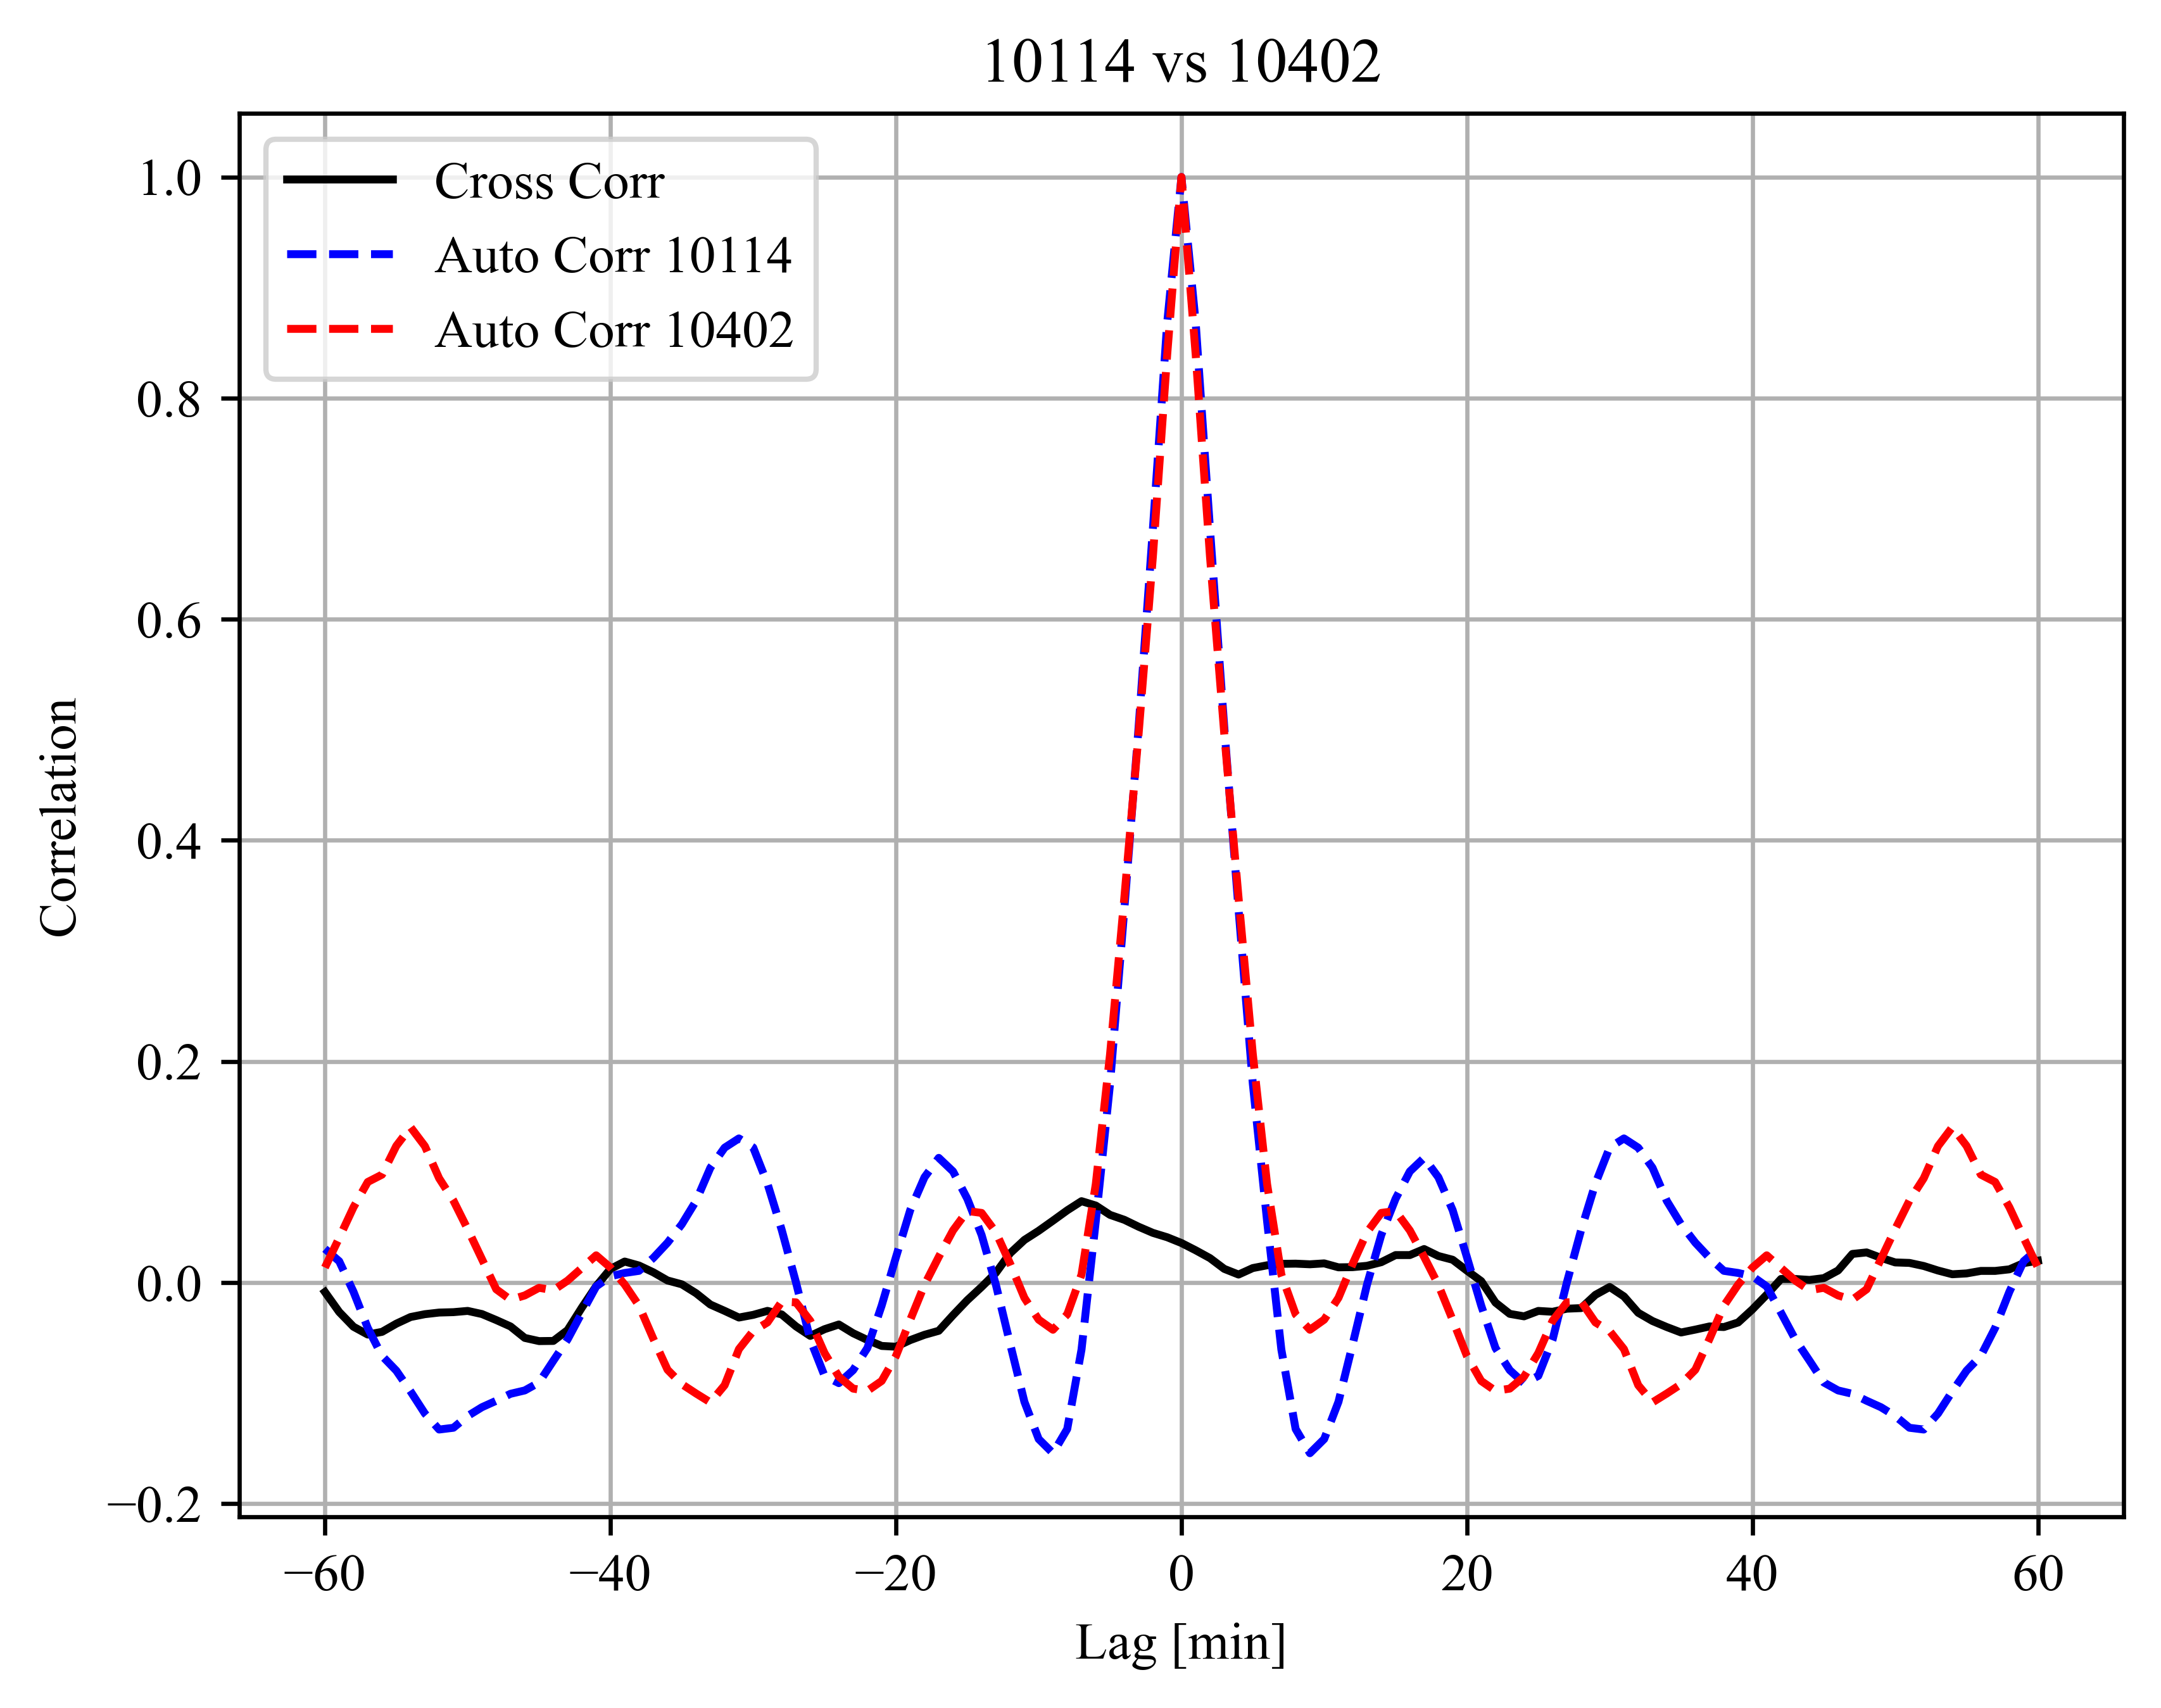 10114 vs 10402
Cross Corr
Auto Corr 10114
Auto Corr 10402
1.0
0.8
0.6
0.4
0.2
0.0
−0.2
Correlation
−60
−40
−20
0
20
40
60
Lag [min]